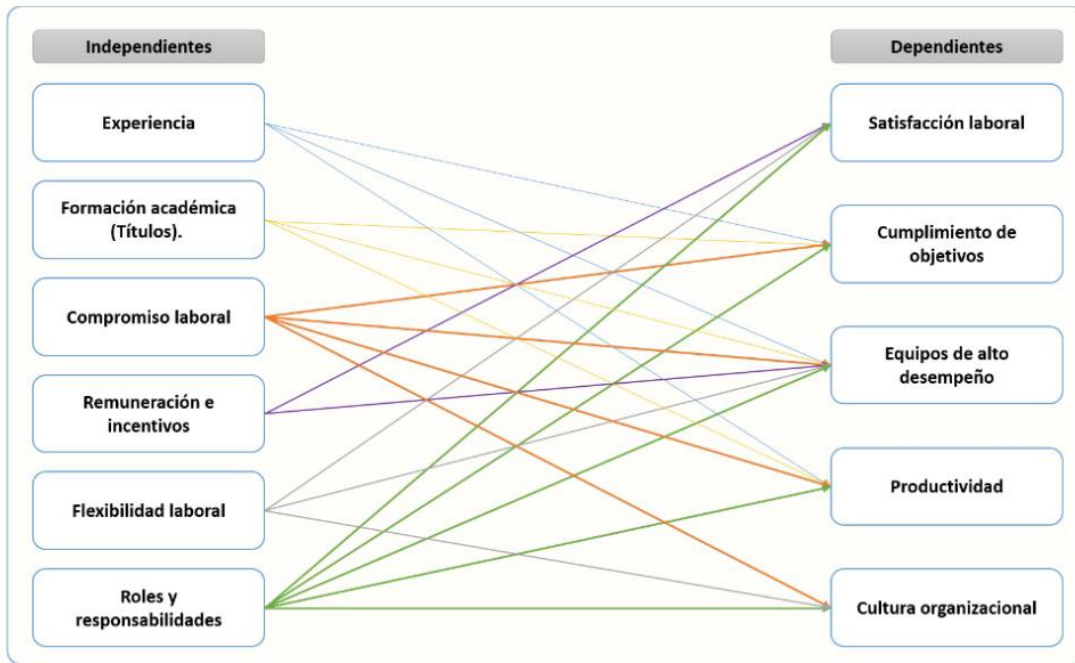 Independientes
Dependientes
Experiencia
Formación académica
(Títulos).
Compromiso laboral
Remuneración e
incentivos
Flexibilidad laboral
Roles y
responsabilidades
Satisfacción laboral
Cumplimiento de
objetivos
Equipos de alto
desempeño
Productividad
Cultura organizacional